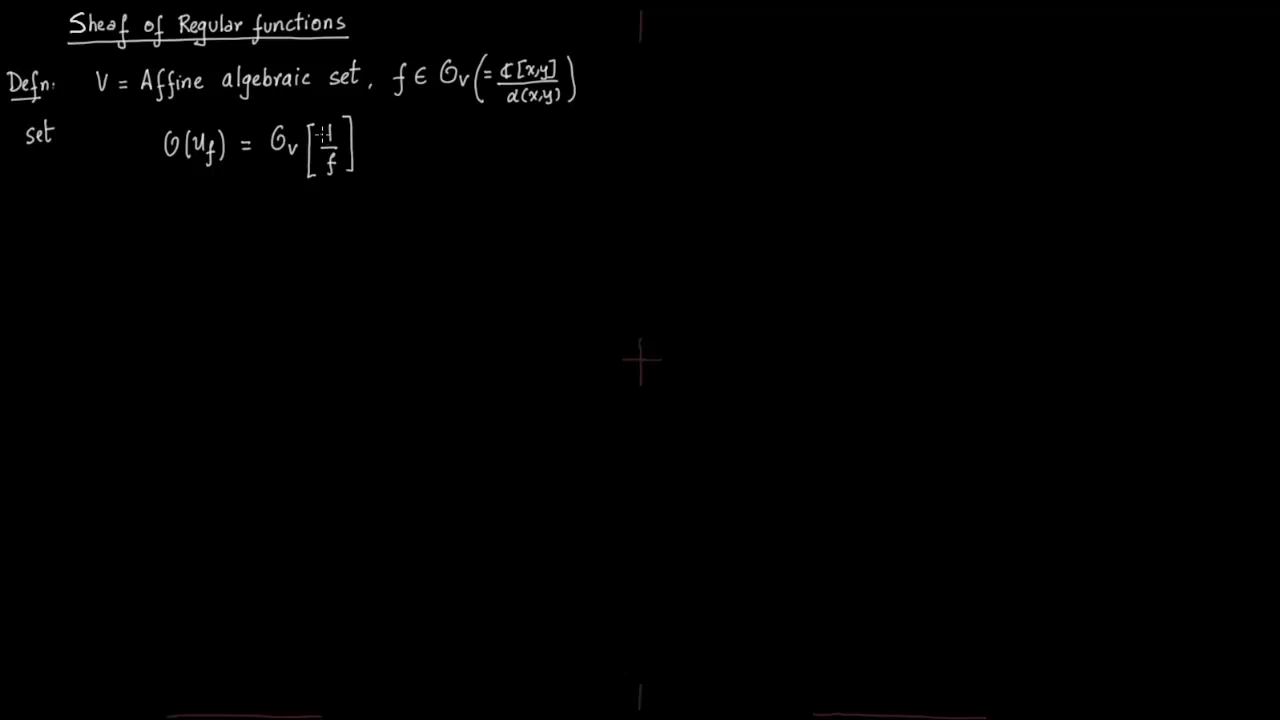 Sheaf of Regular functions
Defn: V = Affine algebraic set, f ∈ 𝒪_V (= ℂ[x,y] / α(x,y))
set 𝒪(U_f) = 𝒪_V [1/f]